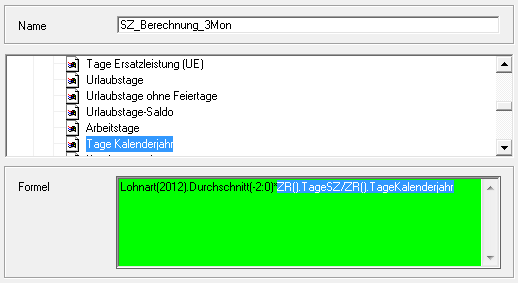 Name
SZ_Berechnung_3Mon
Tage Ersatzleistung (UE)
Urlaubstage
Urlaubstage ohne Feiertage
Urlaubstage-Saldo
Arbeitstage
Tage Kalenderjahr
Formel
Lohnart(2012).Durchschnitt(-2:0)*ZR().TageSZ/ZR().TageKalenderjahr